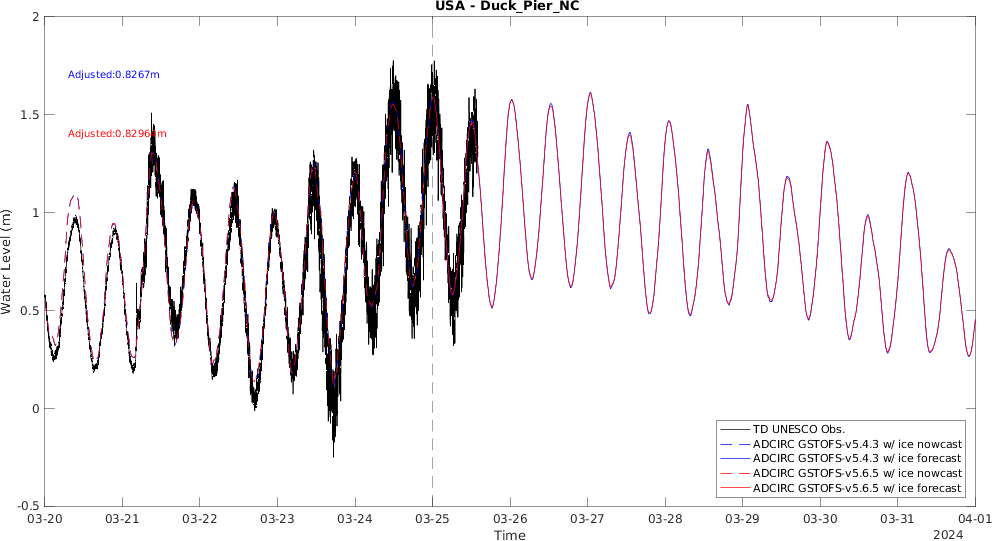 USA - Duck_Pier_NC
2
1.5
1
0.5
0
-0.5
Water Level (m)
Adjusted:0.8267m
Adjusted:0.8296m
TD UNESCO Obs.
ADCIRC GSTOFS-v5.4.3 w/ ice nowcast
ADCIRC GSTOFS-v5.4.3 w/ ice forecast
ADCIRC GSTOFS-v5.6.5 w/ ice nowcast
ADCIRC GSTOFS-v5.6.5 w/ ice forecast
03-20 03-21 03-22 03-23 03-24 03-25 03-26 03-27 03-28 03-29 03-30 03-31 04-01
Time
2024